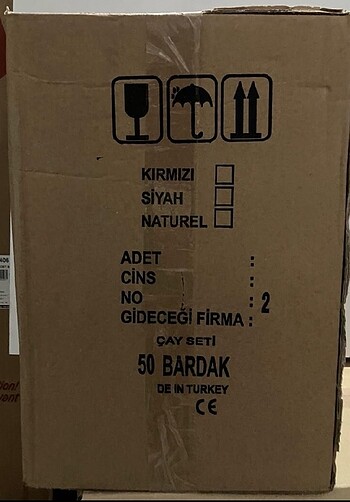 KIRMIZI
SİYAH
NATUREL
ADET :
CİNS :
NO : 2
GİDECEĞİ FİRMA :
ÇAY SETİ
50 BARDAK
DE IN TURKEY
CE